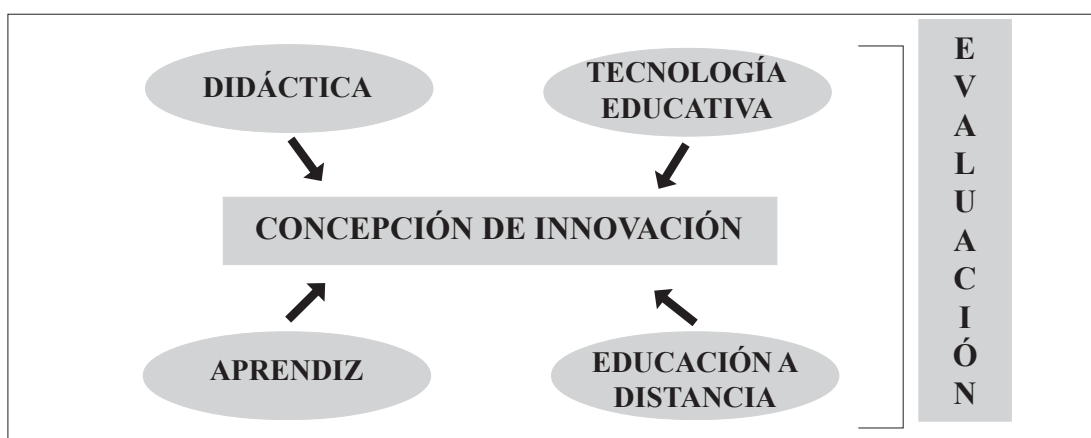 DIDÁCTICA
TECNOLOGÍA
EDUCATIVA
CONCEPCIÓN DE INNOVACIÓN
APRENDIZ
EDUCACIÓN A
DISTANCIA
E
V
A
L
U
A
C
I
Ó
N